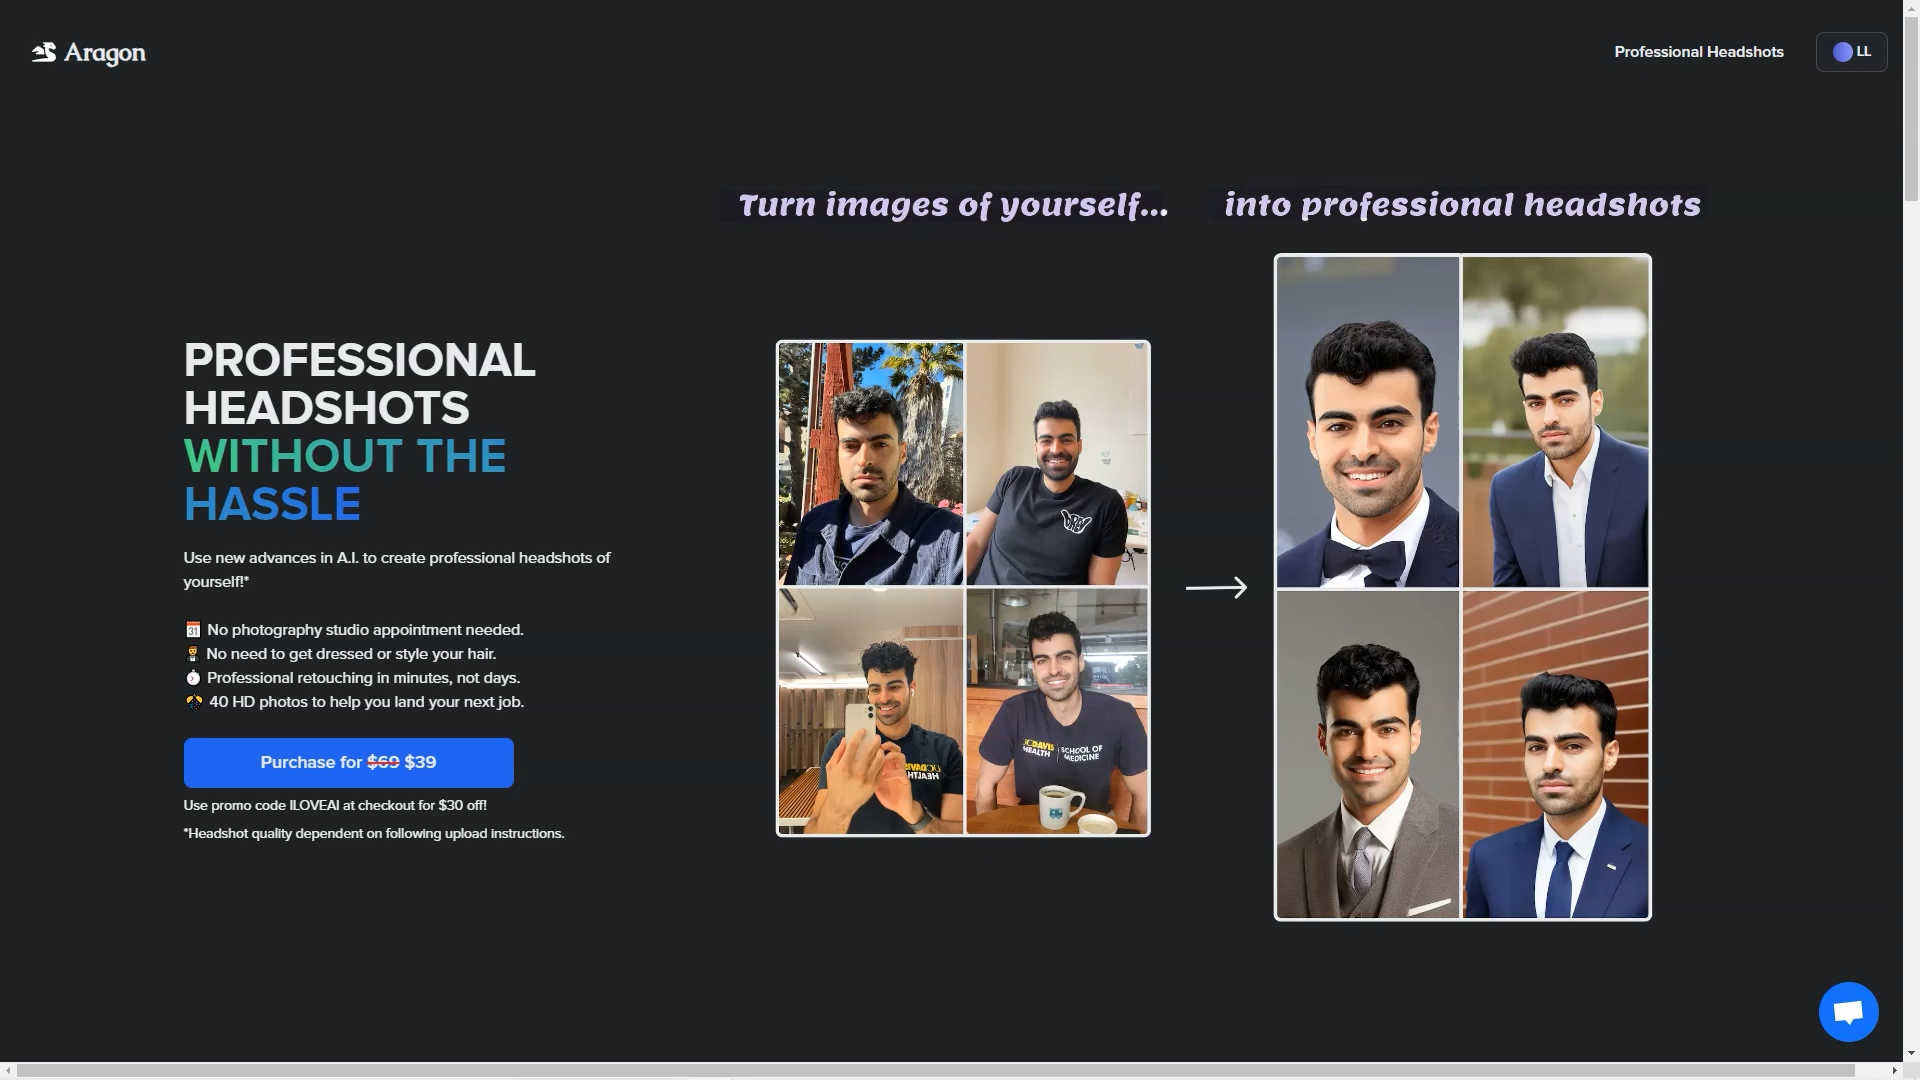 Aragon
Professional Headshots
LL
Turn images of yourself...
into professional headshots
PROFESSIONAL
HEADSHOTS
WITHOUT THE
HASSLE
Use new advances in A.I. to create professional headshots of
yourself!*
31 No photography studio appointment needed.
No need to get dressed or style your hair.
Professional retouching in minutes, not days.
40 HD photos to help you land your next job.
Purchase for $69 $39
Use promo code ILOVEAI at checkout for $30 off!
*Headshot quality dependent on following upload instructions.
UCDAVIS
HEALTH
UCDAVIS
HEALTH
SCHOOL OF
MEDICINE